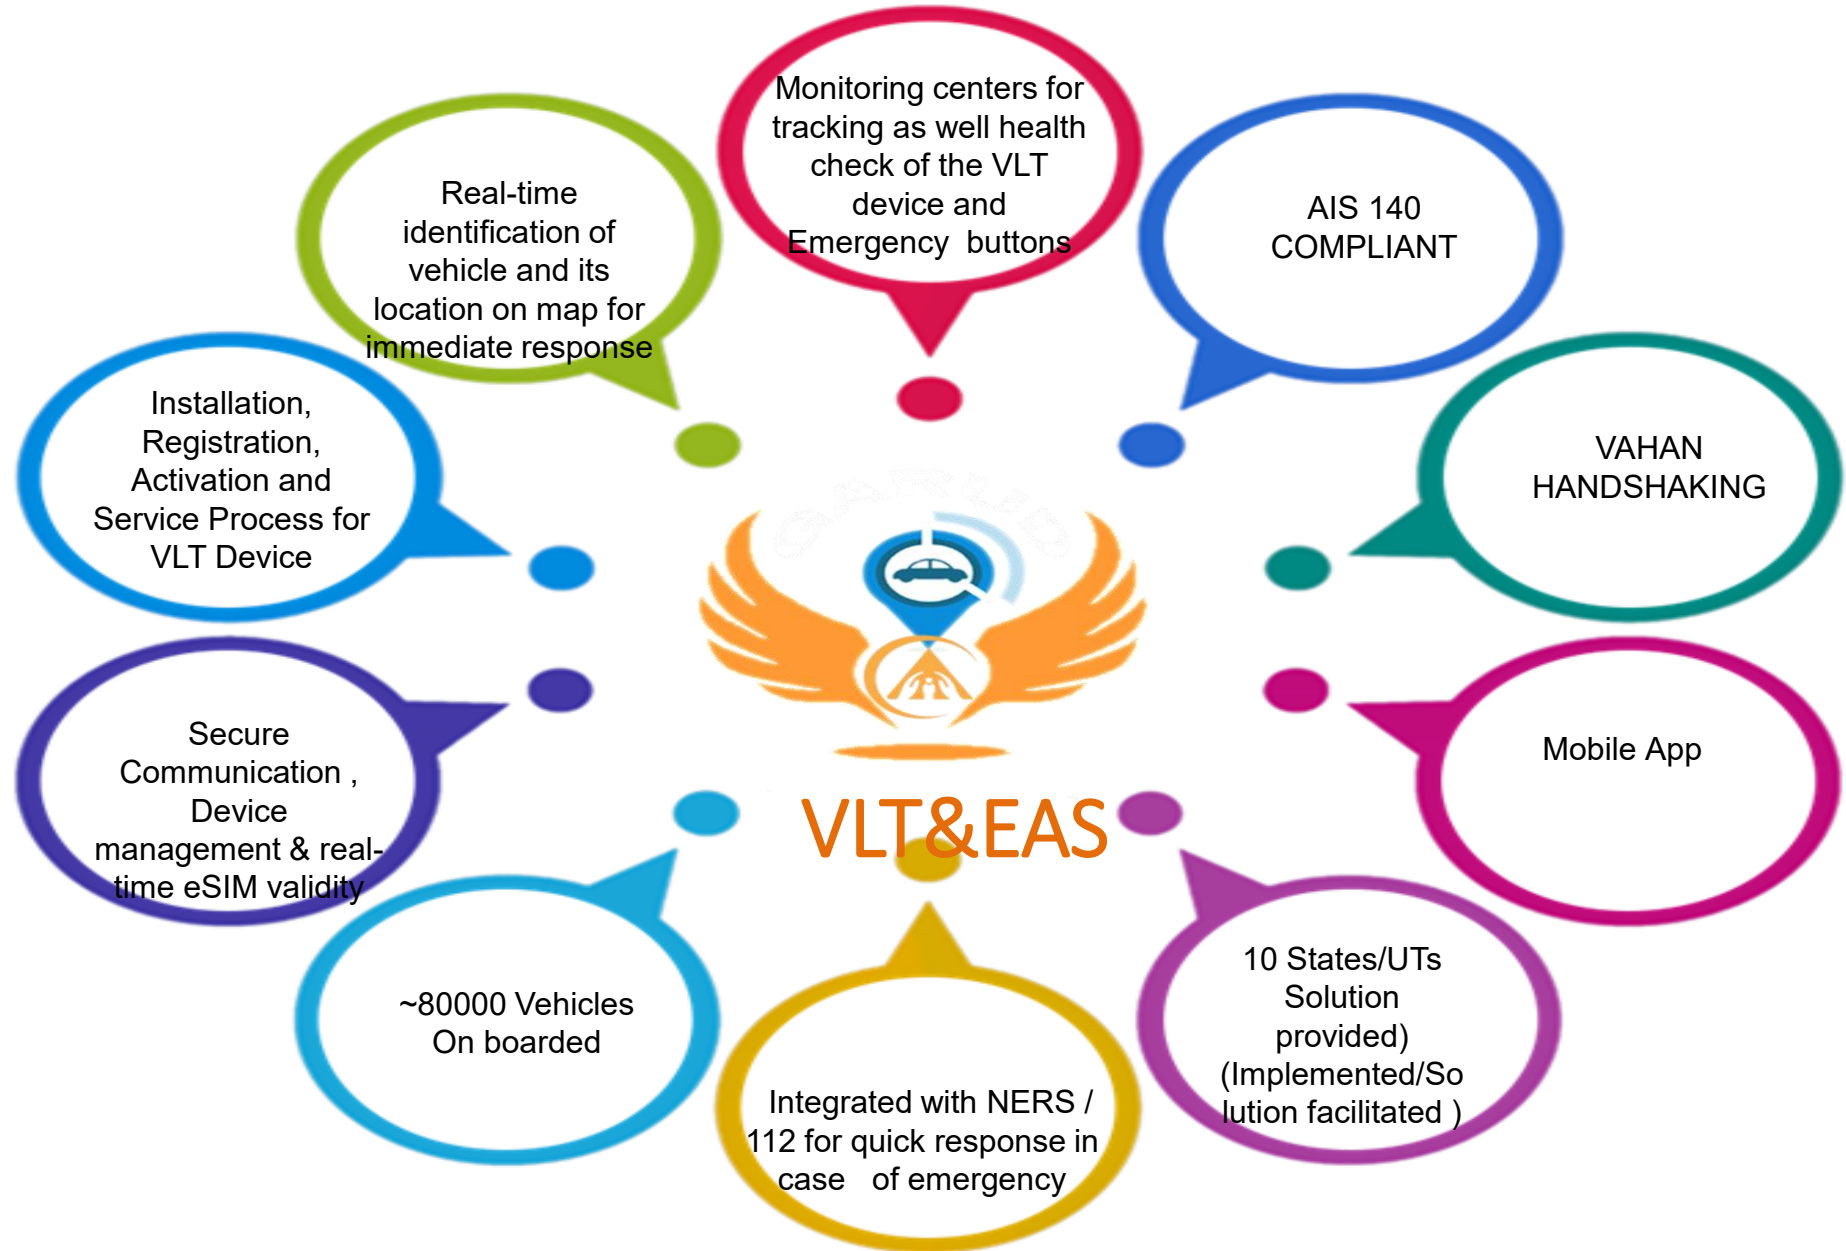 Monitoring centers for
tracking as well health
check of the VLT
device and
Emergency buttons
AIS 140
COMPLIANT
VAHAN
HANDSHAKING
Mobile App
10 States/UTs
Solution
provided)
(Implemented/So
lution facilitated )
Integrated with NERS /
112 for quick response in
case of emergency
~80000 Vehicles
On boarded
Secure
Communication ,
Device
management & real-
time eSIM validity
Installation,
Registration,
Activation and
Service Process for
VLT Device
Real-time
identification of
vehicle and its
location on map for
immediate response
GARUD
VLT&EAS